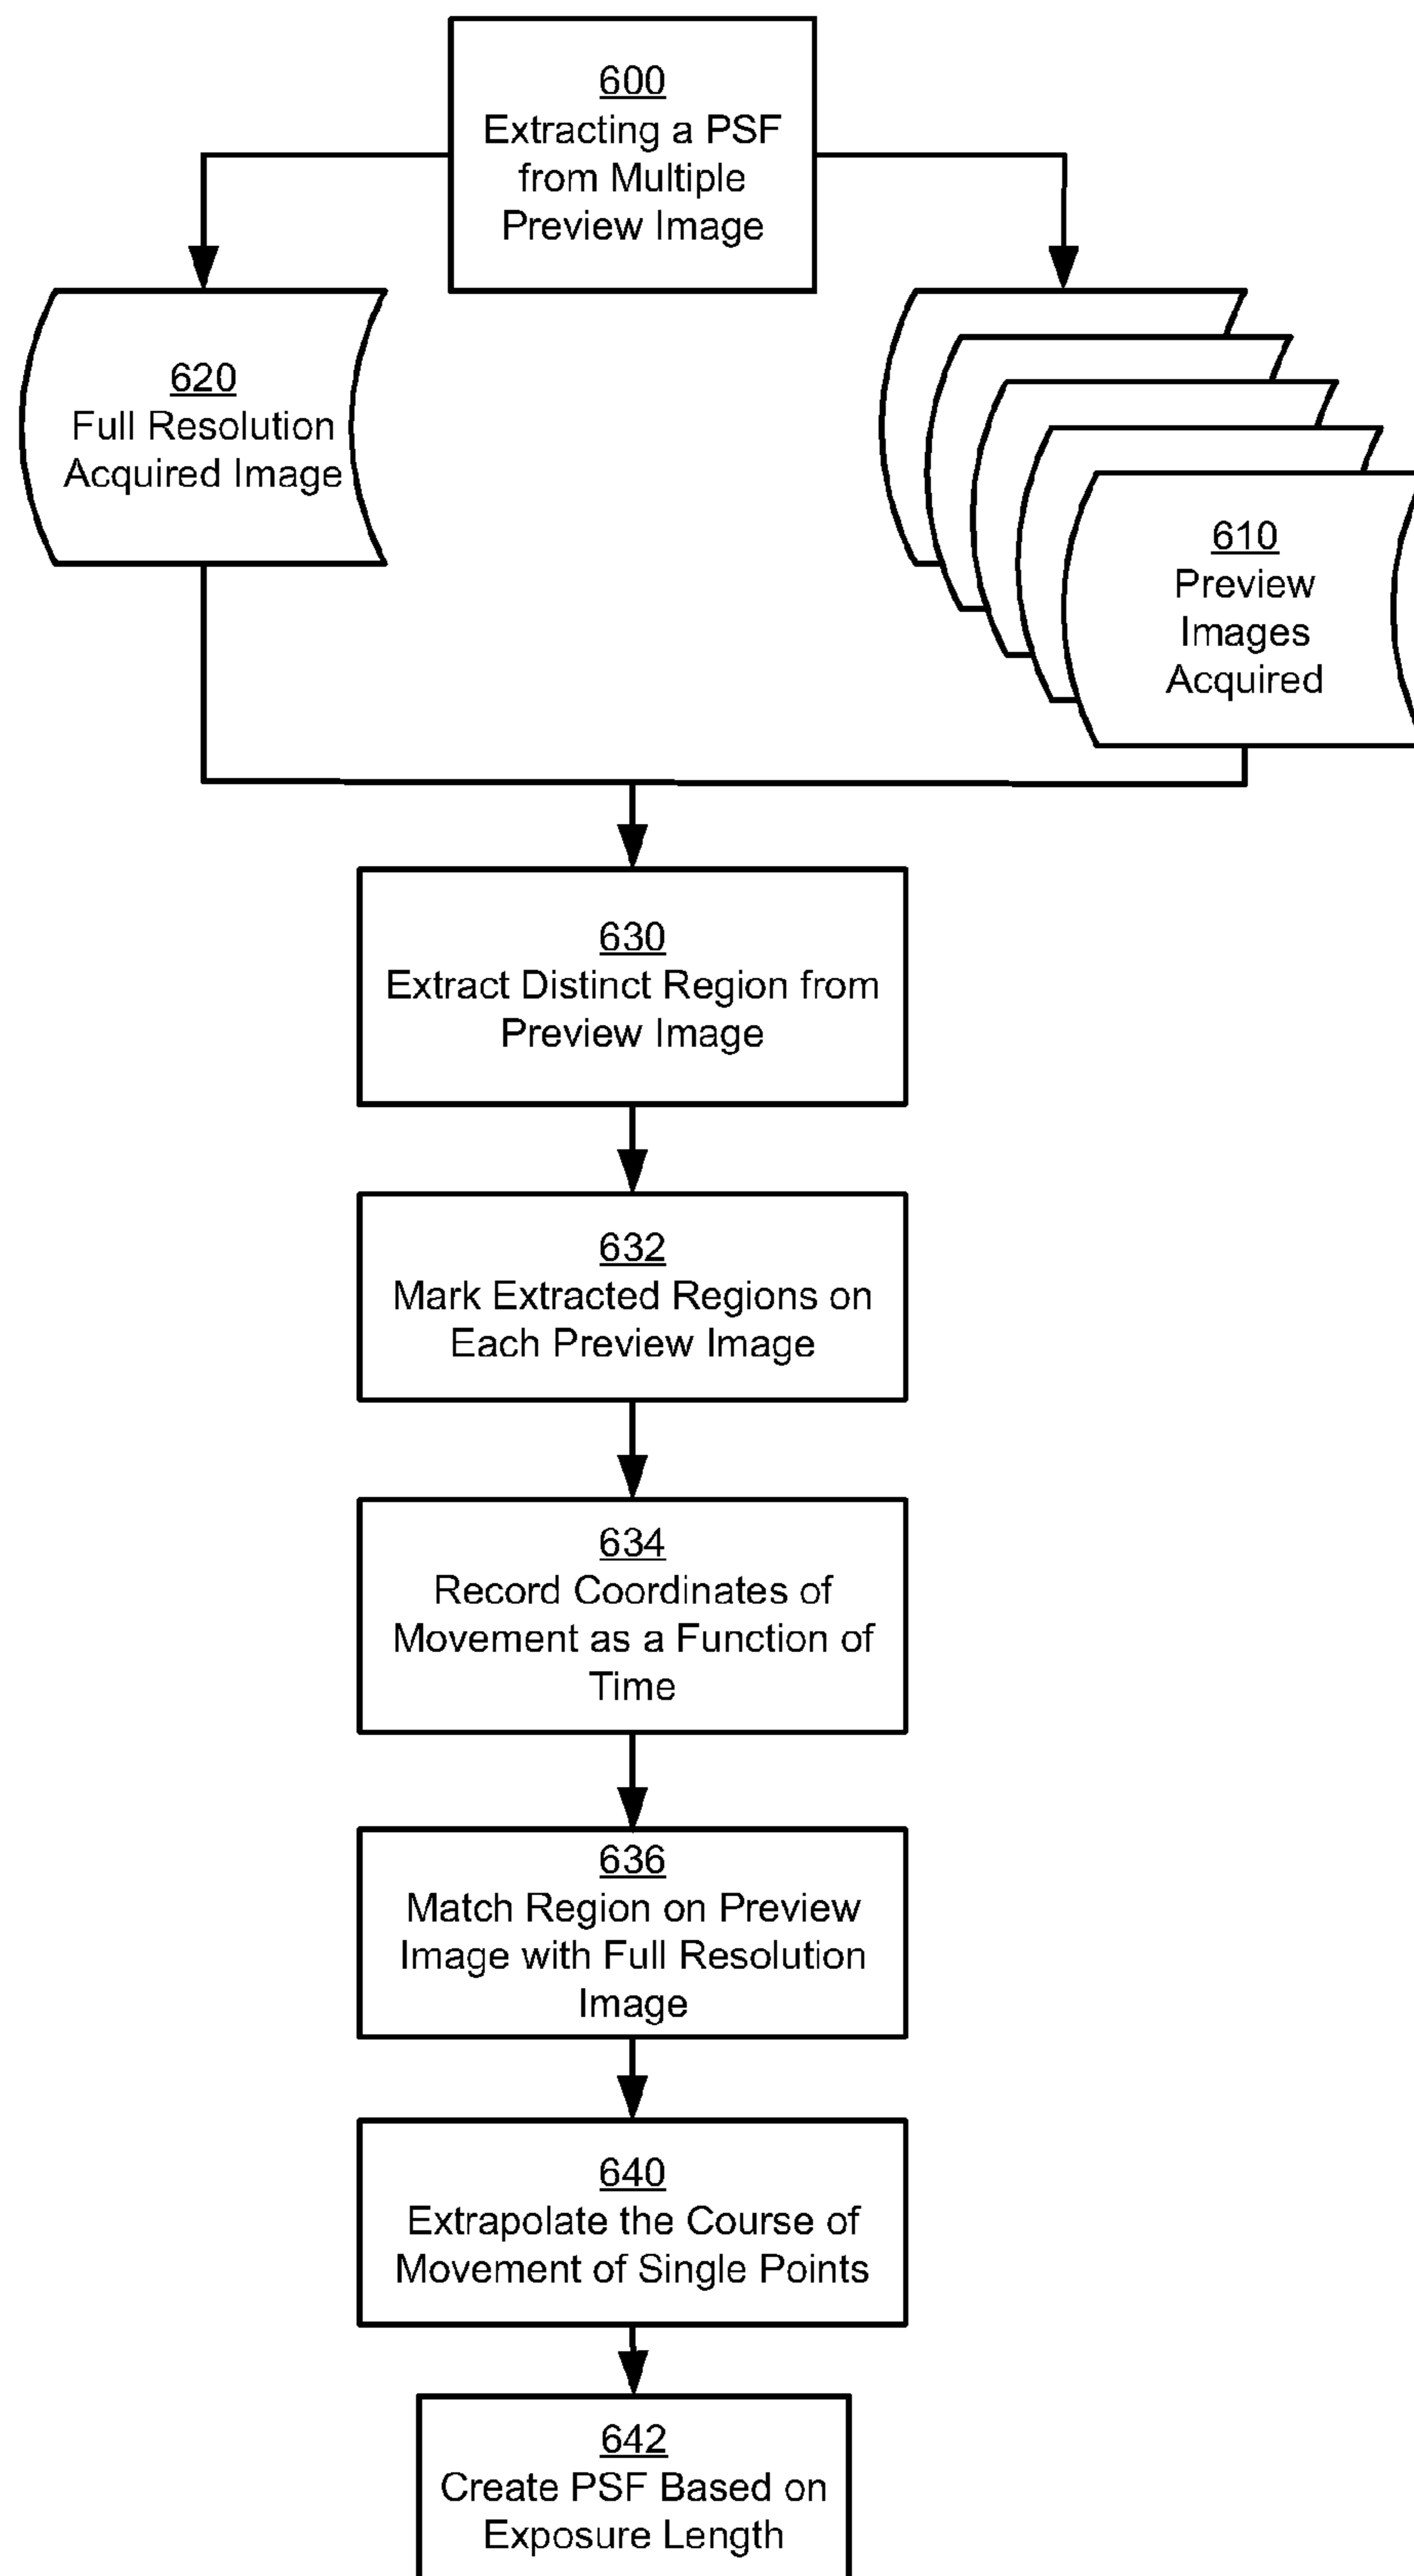 600
Extracting a PSF
from Multiple
Preview Image
620
Full Resolution
Acquired Image
610
Preview
Images
Acquired
630
Extract Distinct Region from
Preview Image
632
Mark Extracted Regions on
Each Preview Image
634
Record Coordinates of
Movement as a Function of
Time
636
Match Region on Preview
Image with Full Resolution
Image
640
Extrapolate the Course of
Movement of Single Points
642
Create PSF Based on
Exposure Length